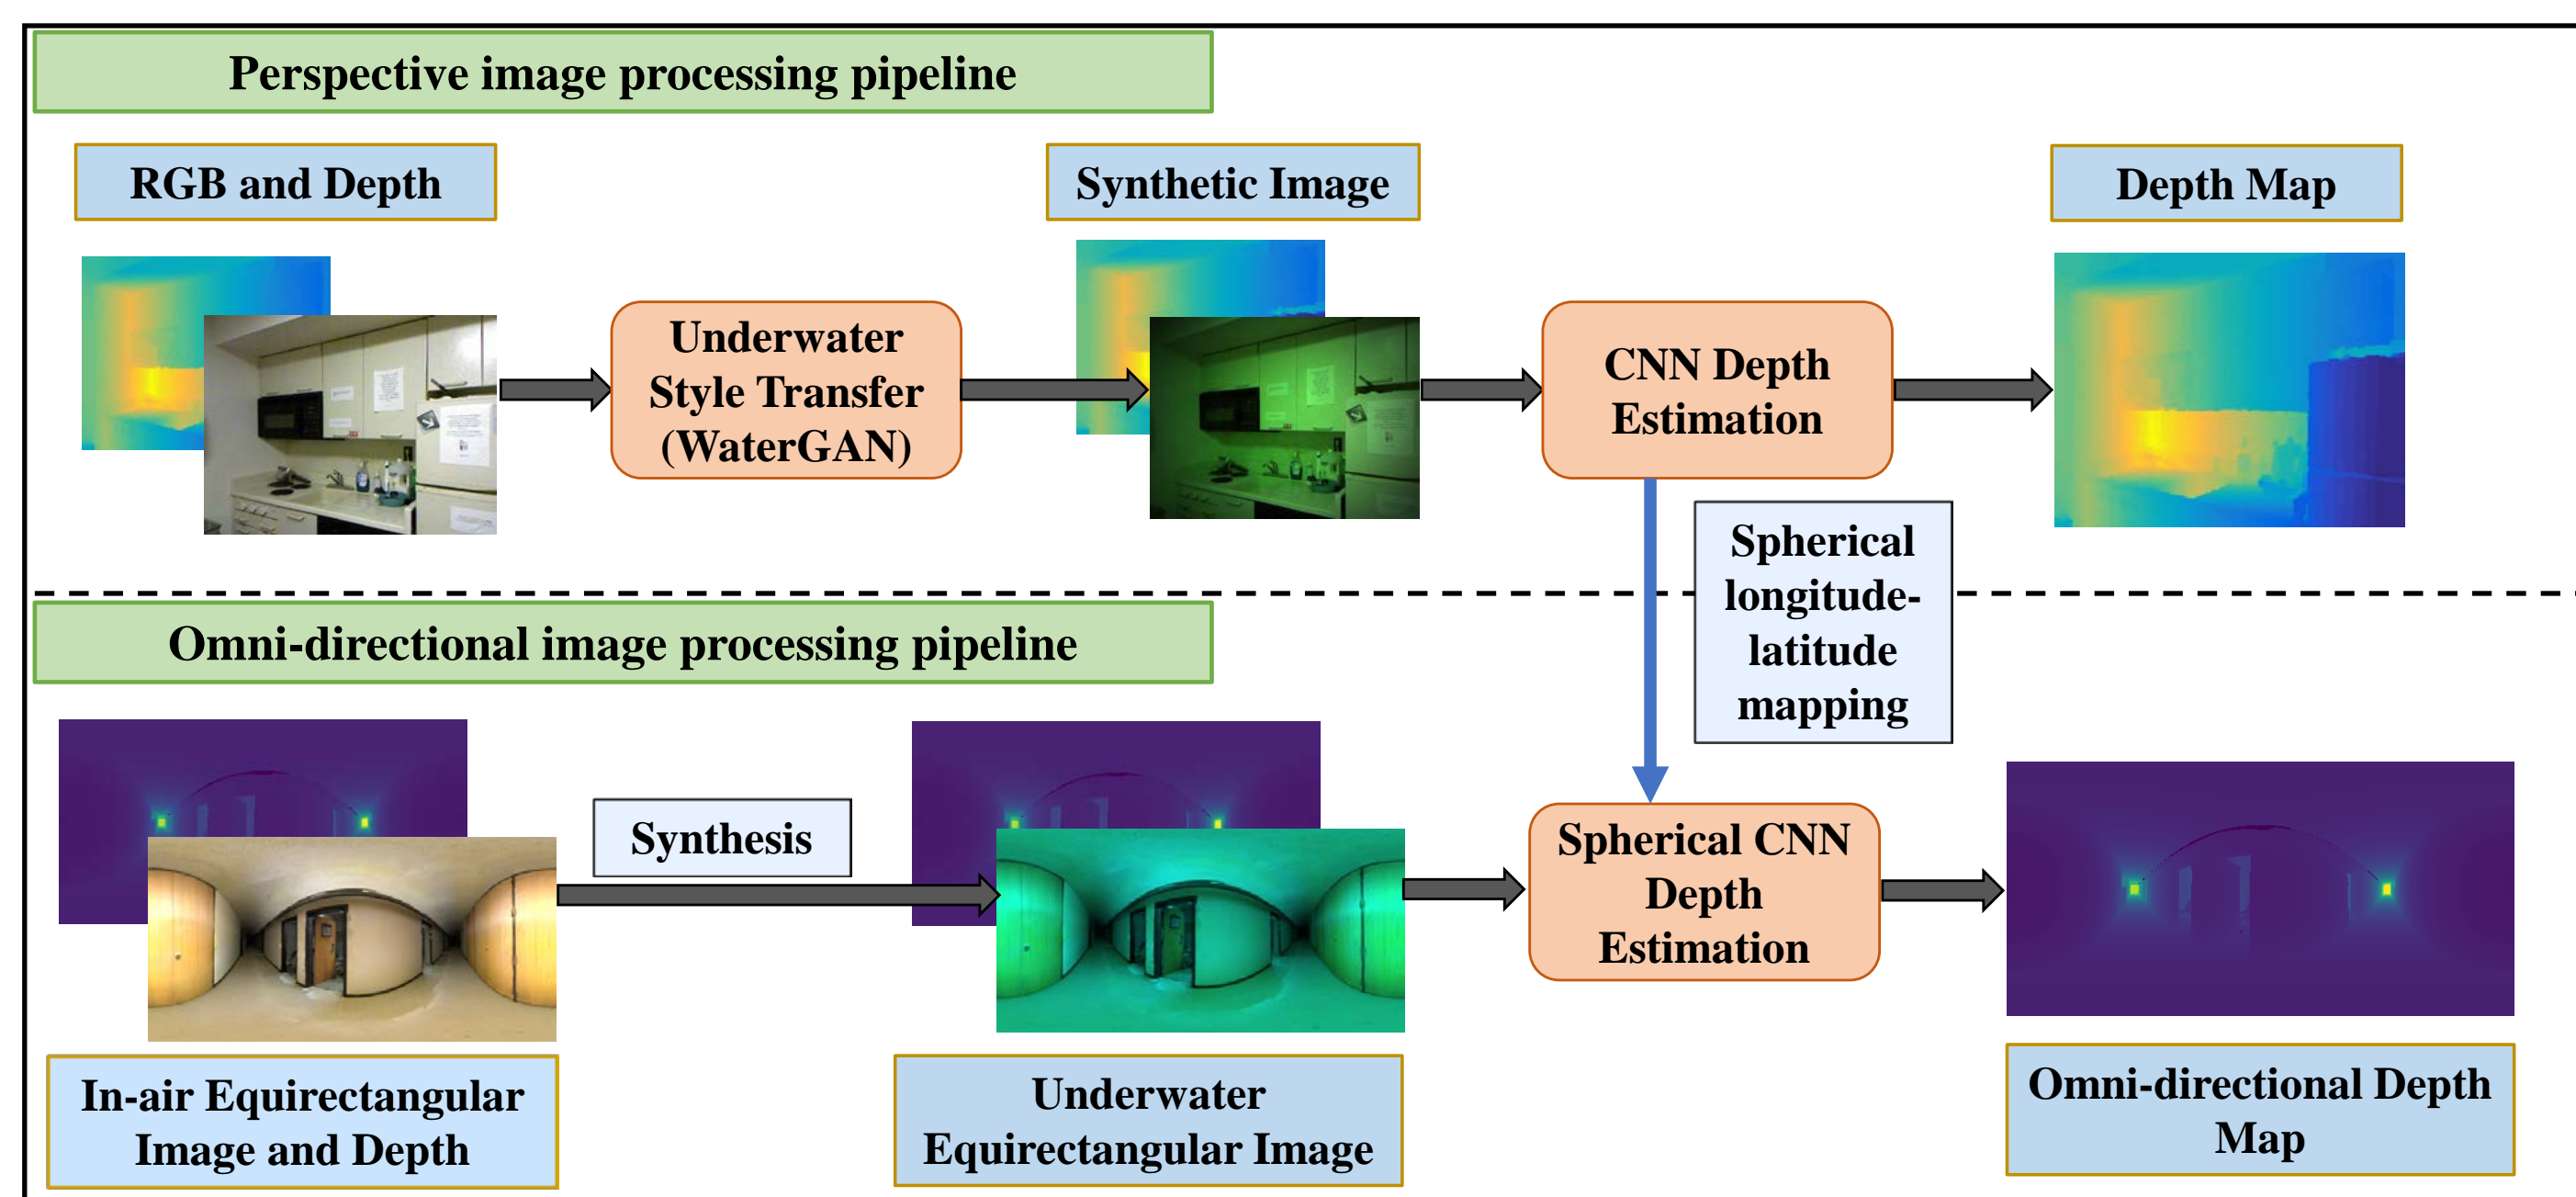 Perspective image processing pipeline
RGB and Depth
Synthetic Image
Depth Map
Underwater
Style Transfer
(WaterGAN)
CNN Depth
Estimation
Spherical
longitude-
latitude
mapping
Omni-directional image processing pipeline
Synthesis
Spherical CNN
Depth
Estimation
In-air Equirectangular
Image and Depth
Underwater
Equirectangular Image
Omni-directional Depth
Map